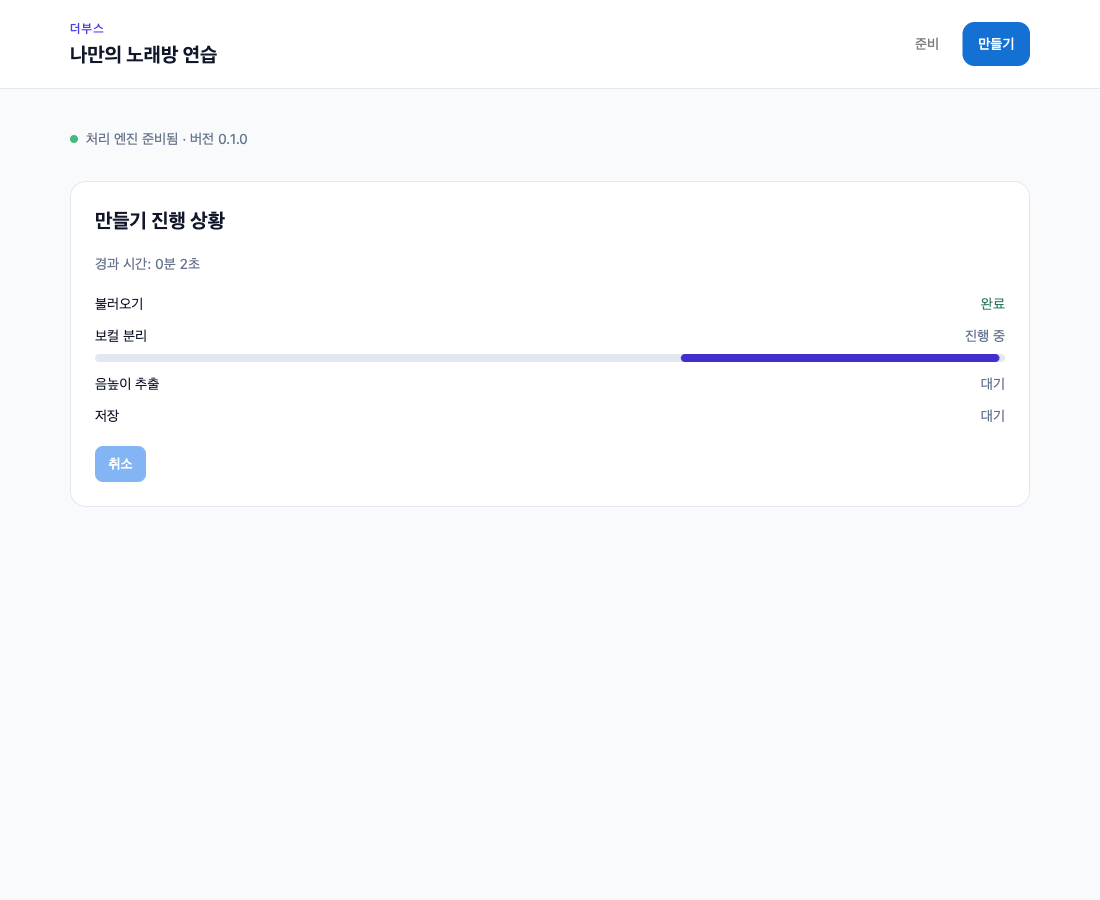 더부스
나만의 노래방 연습
준비
만들기
처리 엔진 준비됨 · 버전 0.1.0
만들기 진행 상황
경과 시간: 0분 2초
불러오기 완료
보컬 분리 진행 중
음높이 추출 대기
저장 대기
취소